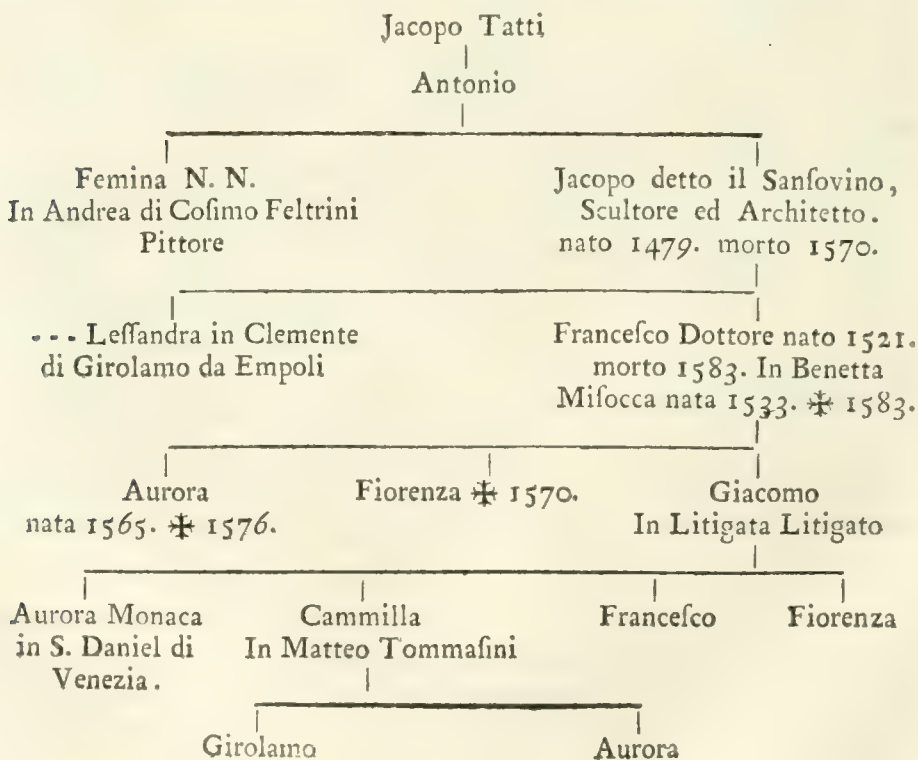 Jacopo Tatti
Antonio
Femina N. N.
In Andrea di Coſimo Feltrini
Pittore
Jacopo detto il Sanſovino,
Scultore ed Architetto.
nato 1479. morto 1570.
--- Leſſandra in Clemente
di Girolamo da Empoli
Franceſco Dottore nato 1521.
morto 1583. In Benetta
Miſocca nata 1533. ✠ 1583.
Aurora
nata 1565. ✠ 1576.
Fiorenza ✠ 1570.
Giacomo
In Litigata Litigato
Aurora Monaca
in S. Daniel di
Venezia.
Cammilla
In Matteo Tommaſini
Franceſco
Fiorenza
Girolamo
Aurora